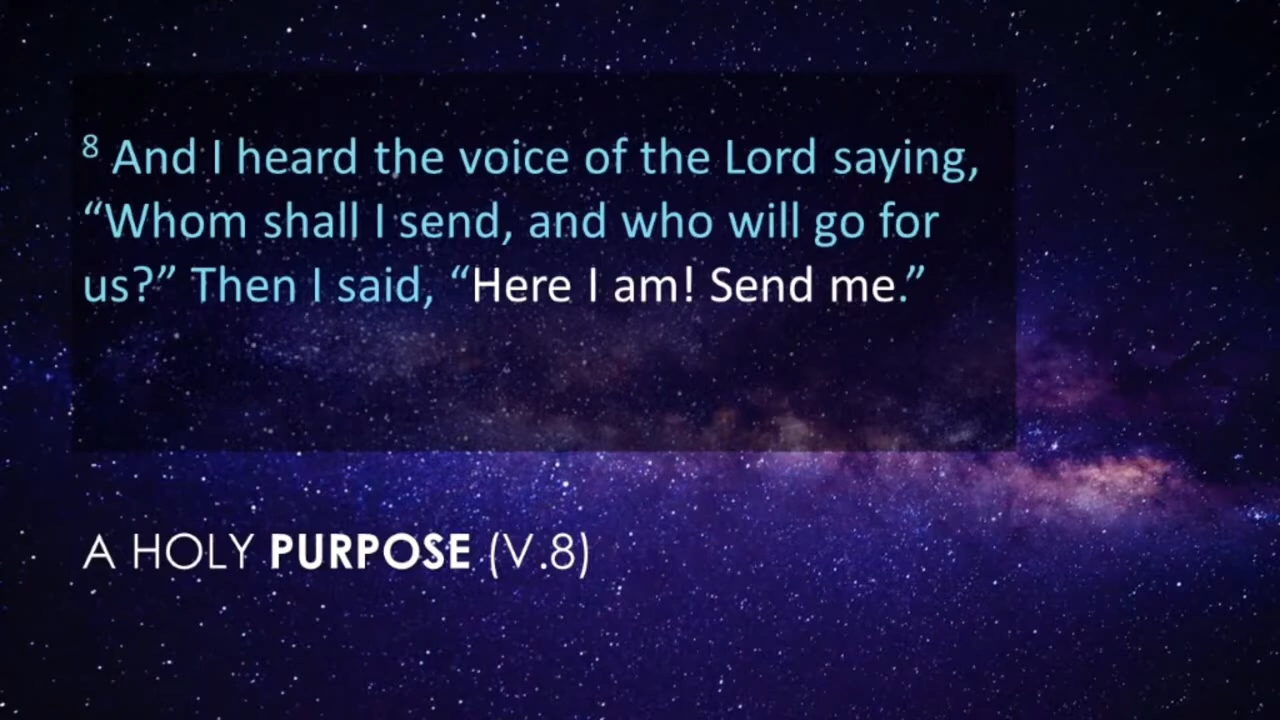 ⁸ And I heard the voice of the Lord saying,
“Whom shall I send, and who will go for
us?” Then I said, “Here I am! Send me.”
A HOLY PURPOSE (V.8)